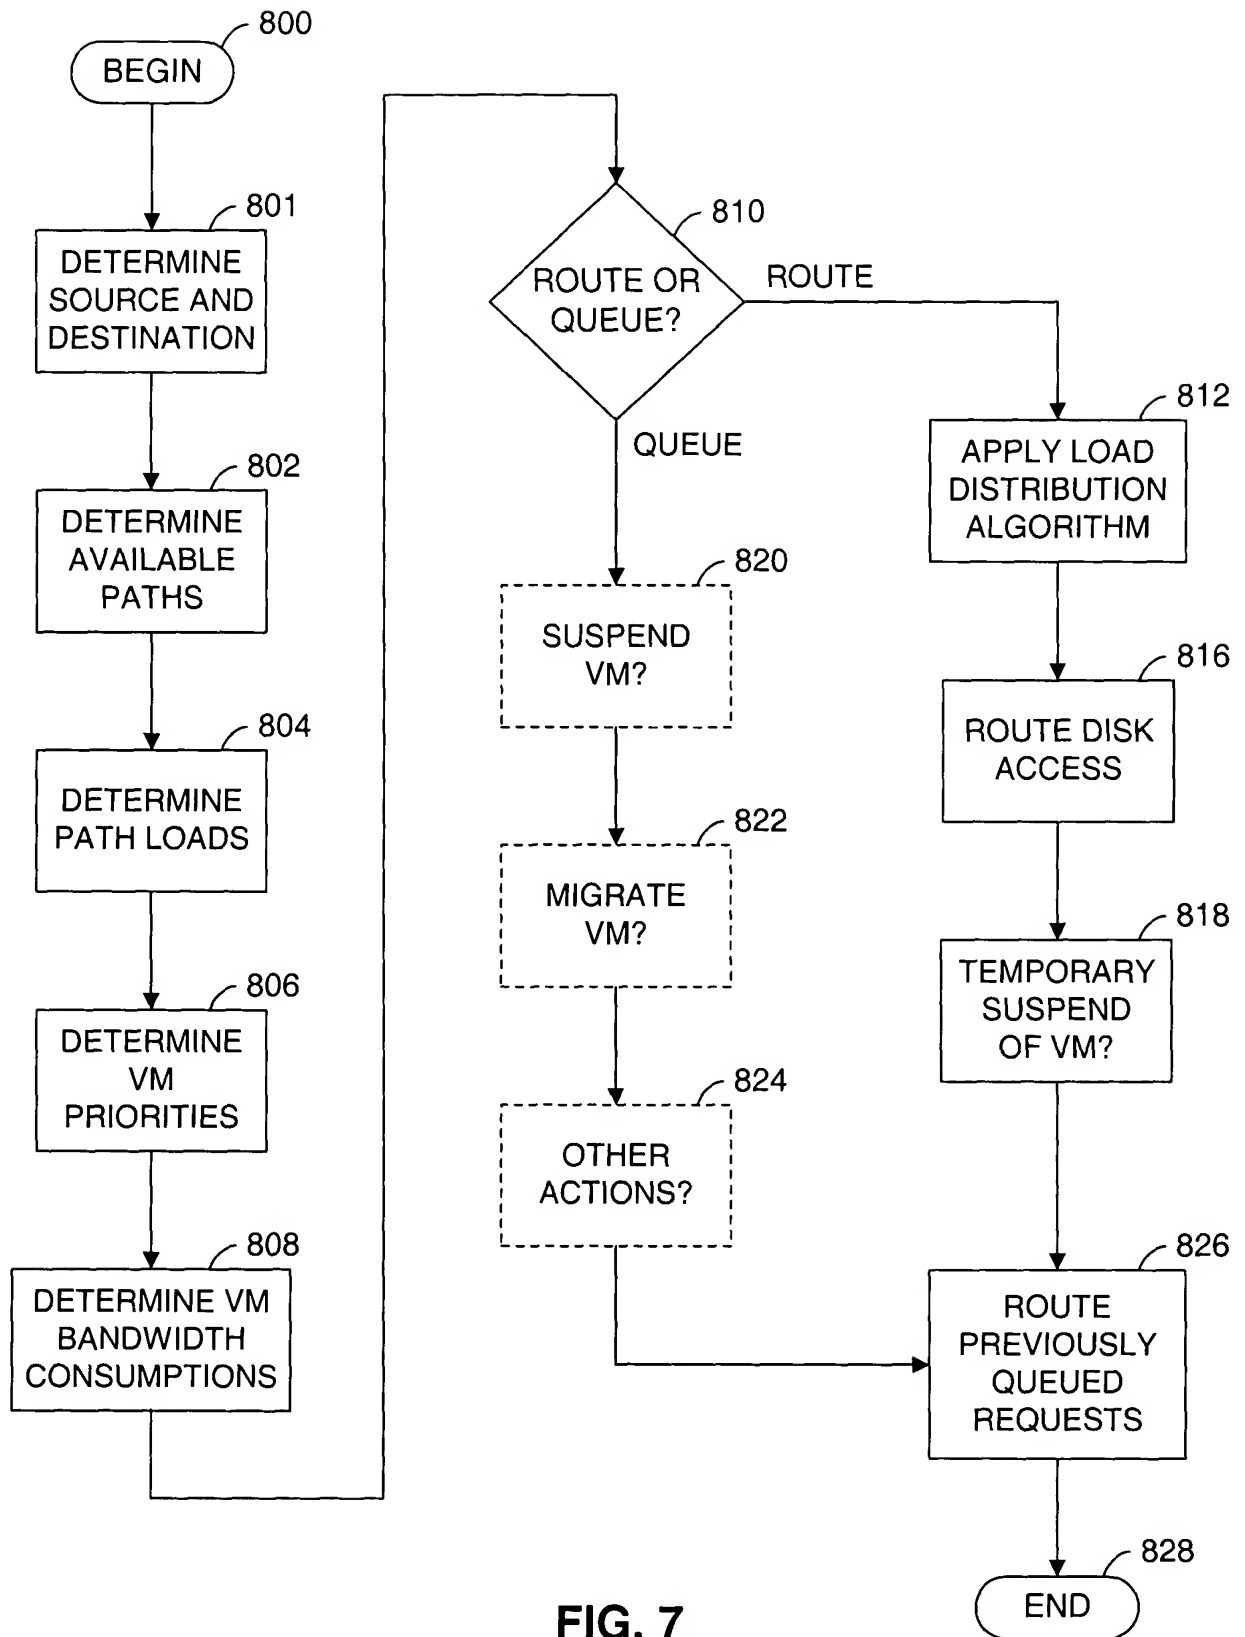 800
BEGIN
801
DETERMINE
SOURCE AND
DESTINATION
802
DETERMINE
AVAILABLE
PATHS
804
DETERMINE
PATH LOADS
806
DETERMINE
VM
PRIORITIES
808
DETERMINE VM
BANDWIDTH
CONSUMPTIONS
810
ROUTE OR
QUEUE?
ROUTE
QUEUE
820
SUSPEND
VM?
822
MIGRATE
VM?
824
OTHER
ACTIONS?
812
APPLY LOAD
DISTRIBUTION
ALGORITHM
816
ROUTE DISK
ACCESS
818
TEMPORARY
SUSPEND
OF VM?
826
ROUTE
PREVIOUSLY
QUEUED
REQUESTS
828
END
FIG. 7